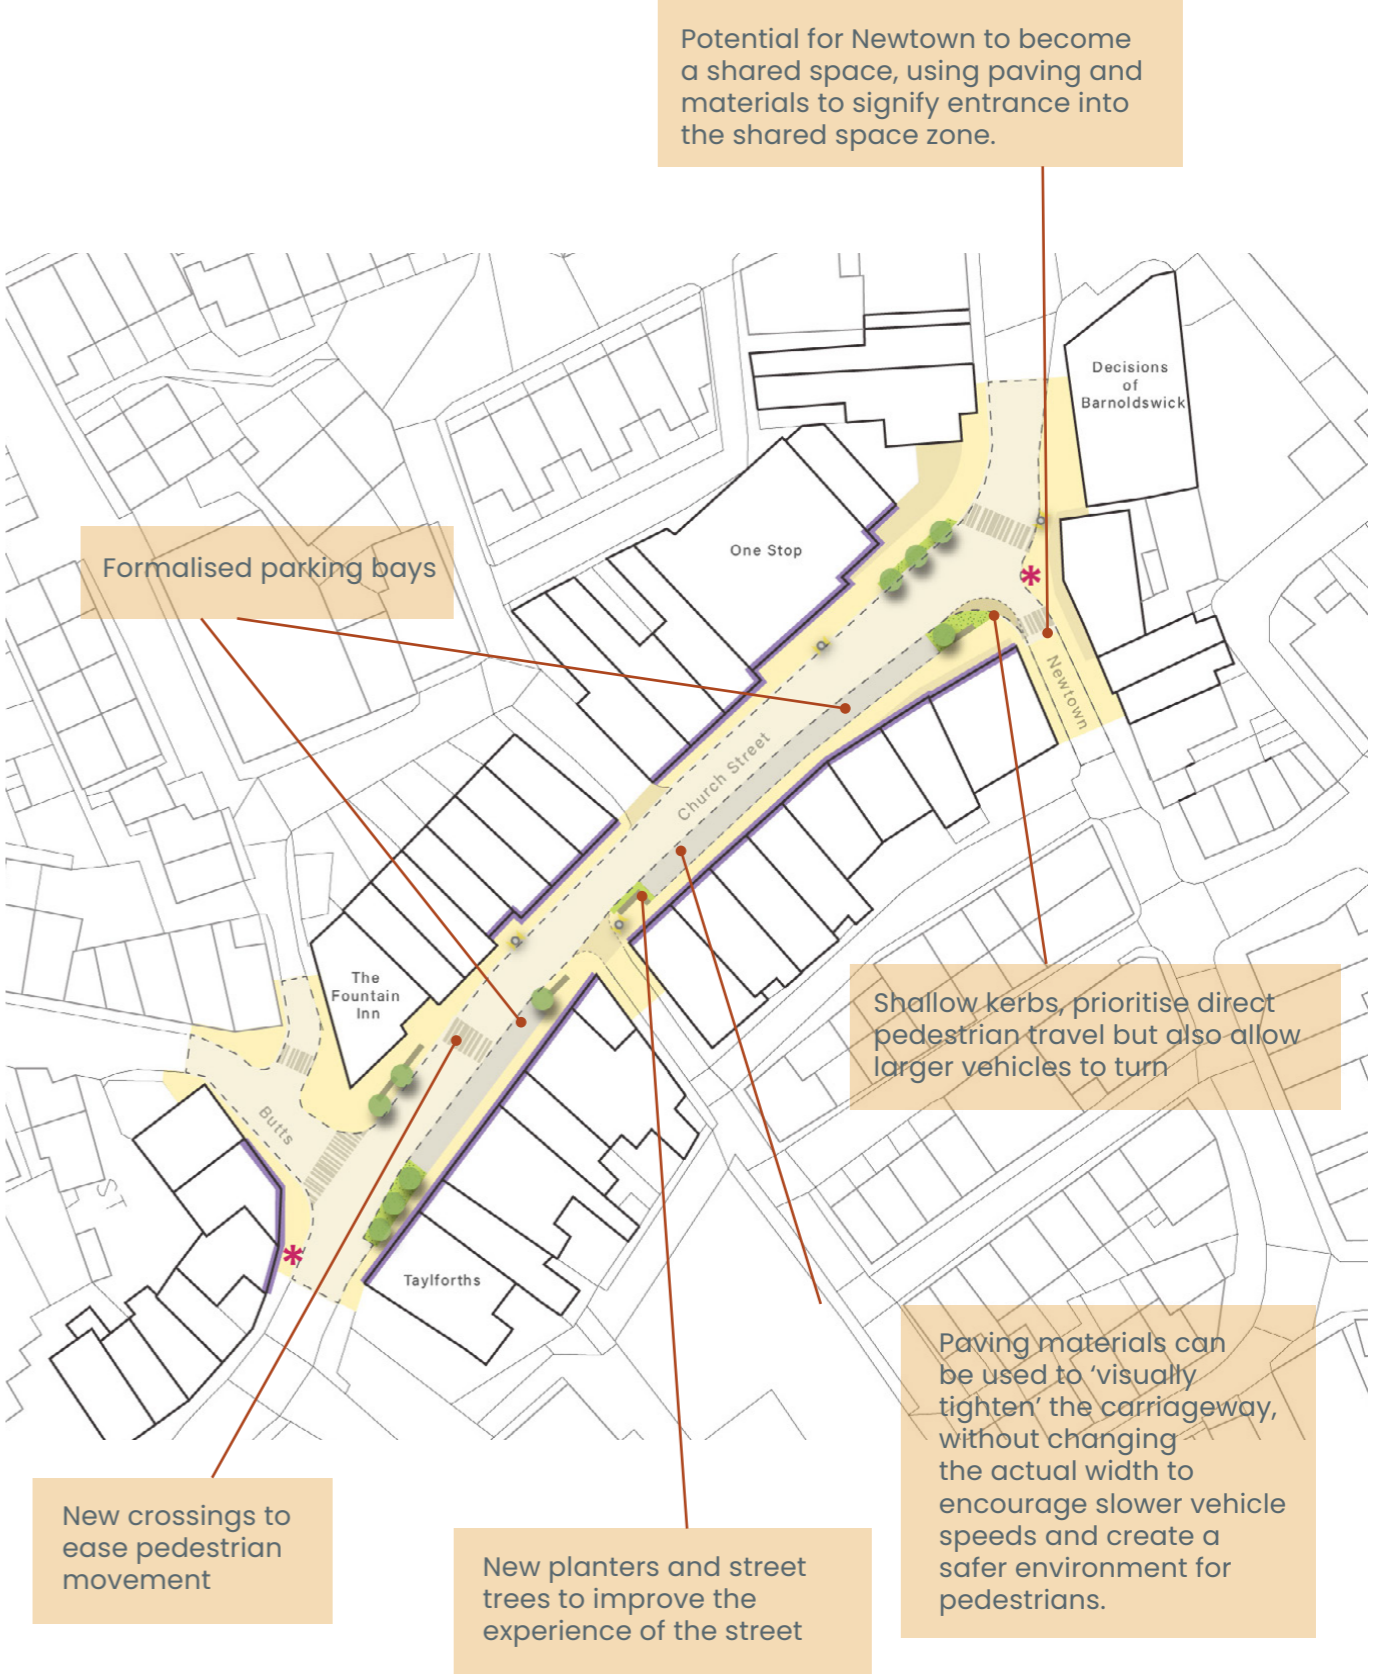 Potential for Newtown to become
a shared space, using paving and
materials to signify entrance into
the shared space zone.
Decisions
of
Barnoldswick
One Stop
Formalised parking bays
Newtown
Church Street
The
Fountain
Inn
Shallow kerbs, prioritise direct
pedestrian travel but also allow
larger vehicles to turn
Butts
ST
Taylforths
Paving materials can
be used to ‘visually
tighten’ the carriageway,
without changing
the actual width to
encourage slower vehicle
speeds and create a
safer environment for
pedestrians.
New crossings to
ease pedestrian
movement
New planters and street
trees to improve the
experience of the street